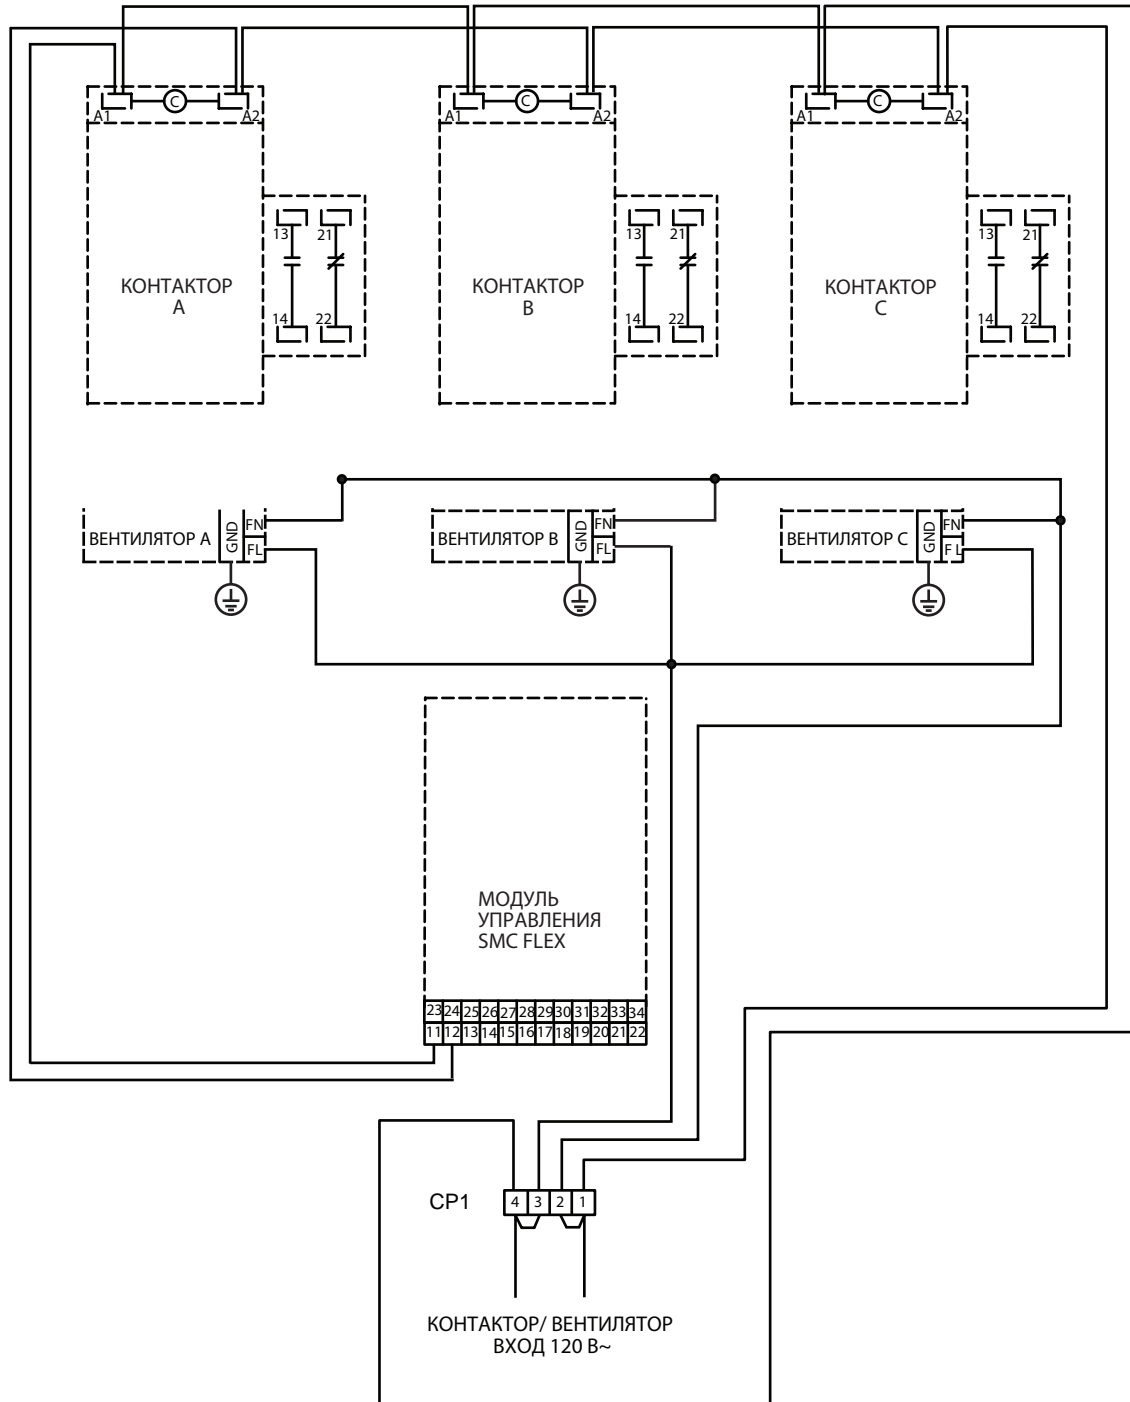 C C C
A1 A2 A1 A2 A1 A2
13 21 13 21 13 21
КОНТАКТОР
A
КОНТАКТОР
B
КОНТАКТОР
C
14 22 14 22 14 22
ВЕНТИЛЯТОР A GND FN
FL
ВЕНТИЛЯТОР B GND FN
FL
ВЕНТИЛЯТОР C GND FN
FL
МОДУЛЬ
УПРАВЛЕНИЯ
SMC FLEX
23 24 25 26 27 28 29 30 31 32 33 34
11 12 13 14 15 16 17 18 19 20 21 22
CP1 4 3 2 1
КОНТАКТОР/ ВЕНТИЛЯТОР
ВХОД 120 В~